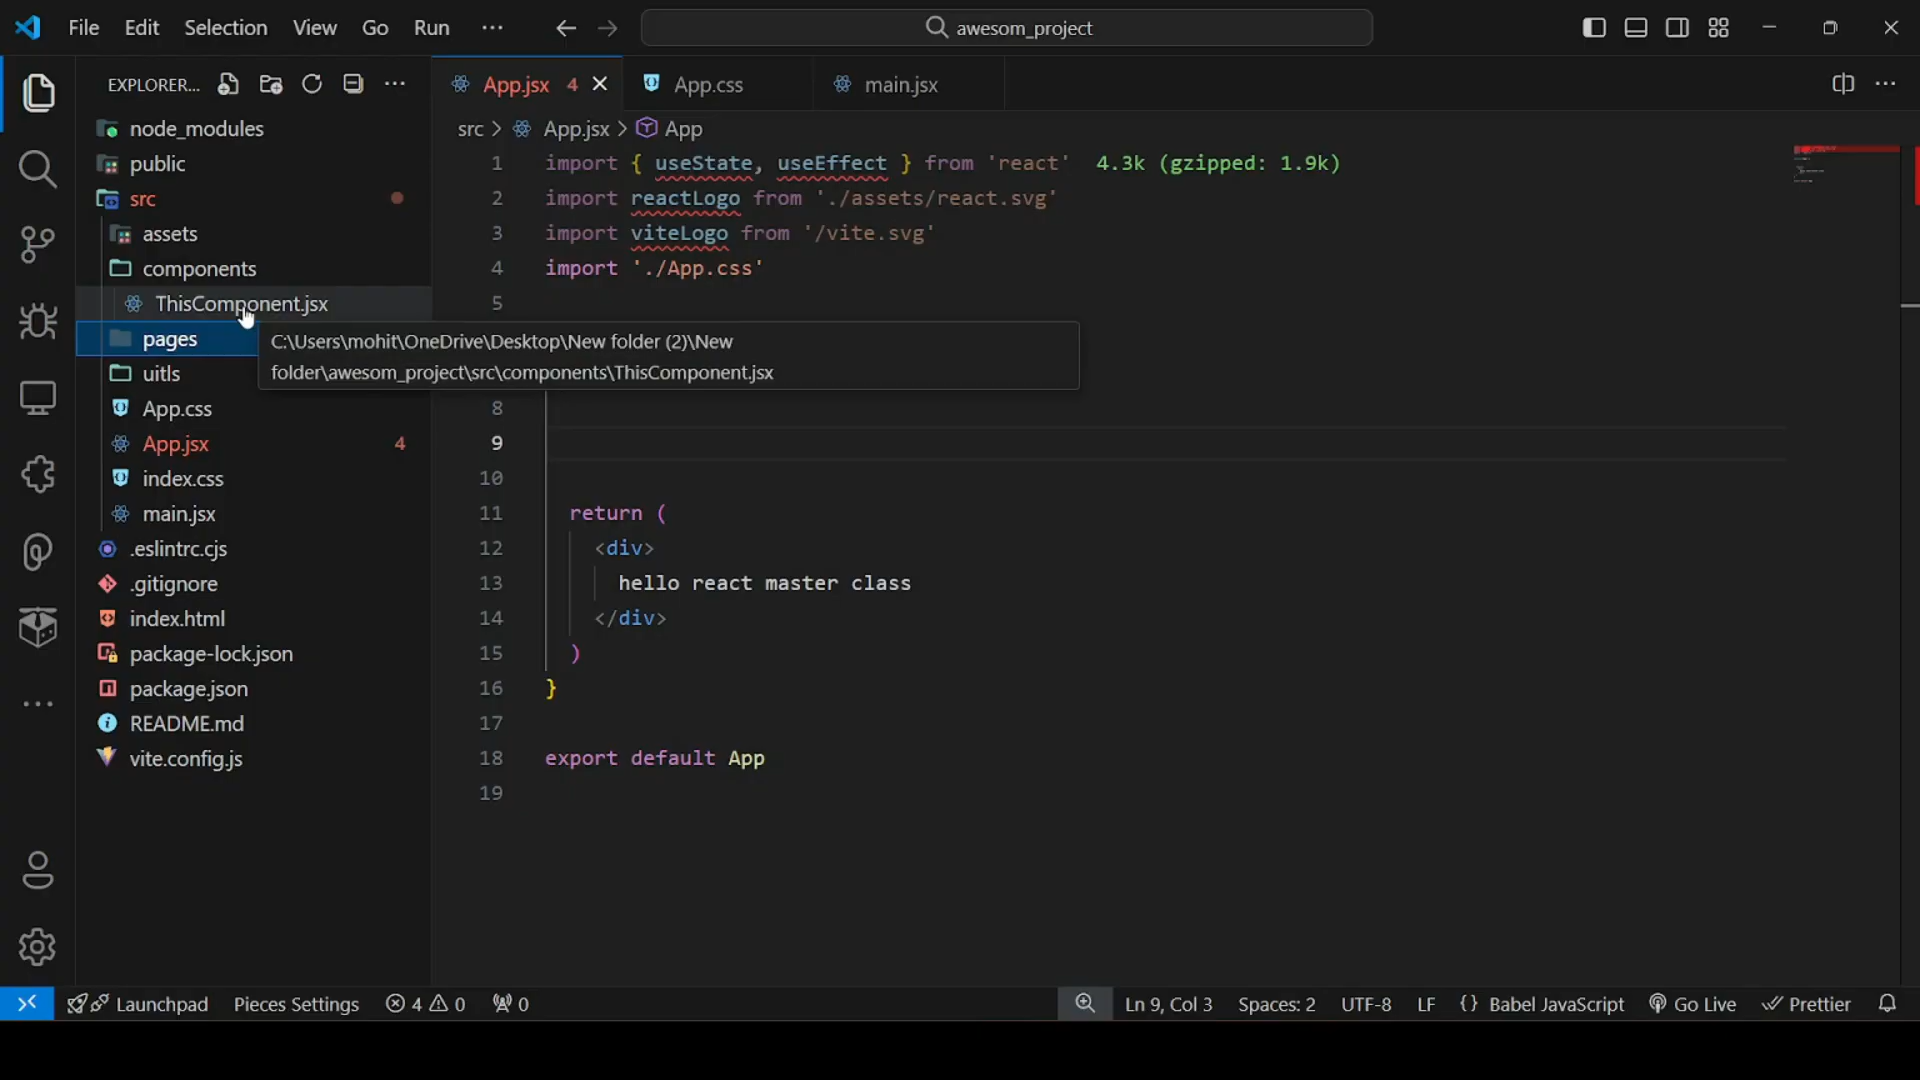 File Edit Selection View Go Run ··· awesom_project
EXPLORER...
node_modules
public
src
assets
components
ThisComponent.jsx
pages
uitls
App.css
App.jsx 4
index.css
main.jsx
.eslintrc.cjs
.gitignore
index.html
package-lock.json
package.json
README.md
vite.config.js
App.jsx 4 App.css main.jsx
src > App.jsx > App
1 import { useState, useEffect } from 'react' 4.3k (gzipped: 1.9k)
2 import reactLogo from './assets/react.svg'
3 import viteLogo from '/vite.svg'
4 import './App.css'
5
C:\Users\mohit\OneDrive\Desktop\New folder (2)\New
folder\awesom_project\src\components\ThisComponent.jsx
8
9
10
11 return (
12 <div>
13 hello react master class
14 </div>
15 )
16 }
17
18 export default App
19
Launchpad Pieces Settings 4 0 0 Ln 9, Col 3 Spaces: 2 UTF-8 LF {} Babel JavaScript Go Live Prettier